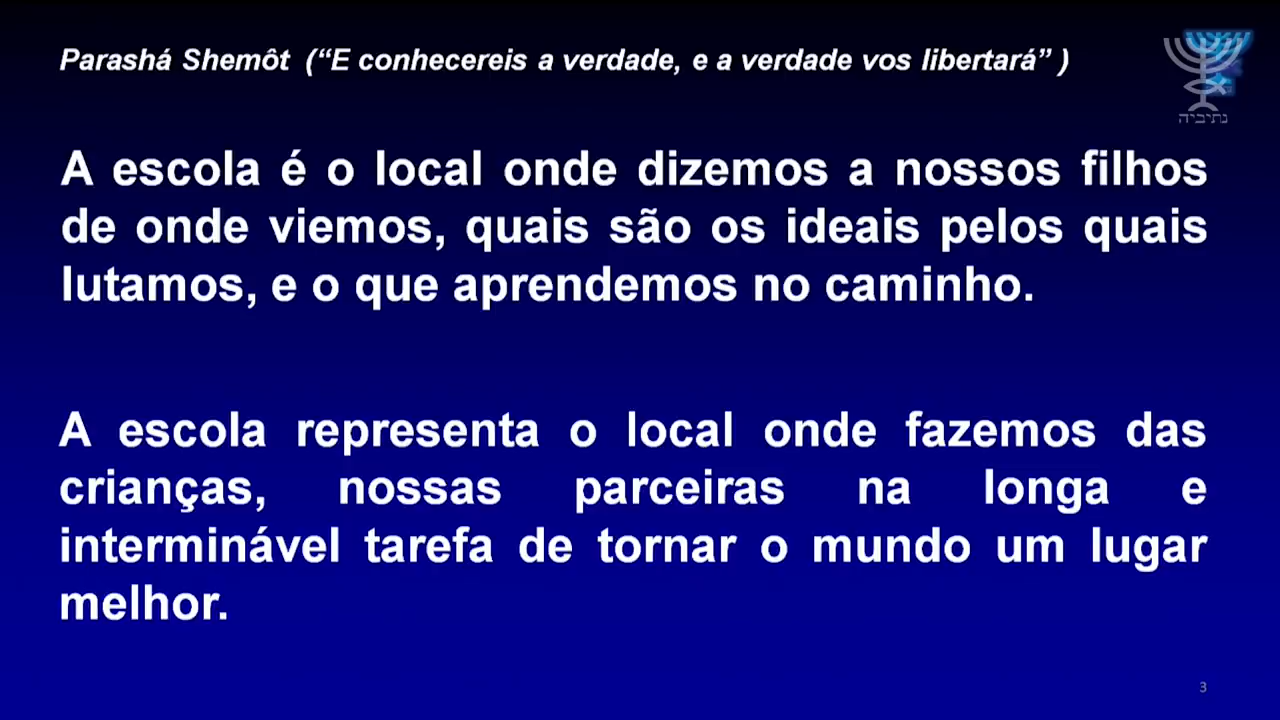 Parashá Shemôt (“E conhecereis a verdade, e a verdade vos libertará” )
נתיביה
A escola é o local onde dizemos a nossos filhos
de onde viemos, quais são os ideais pelos quais
lutamos, e o que aprendemos no caminho.
A escola representa o local onde fazemos das
crianças, nossas parceiras na longa e
interminável tarefa de tornar o mundo um lugar
melhor.
3